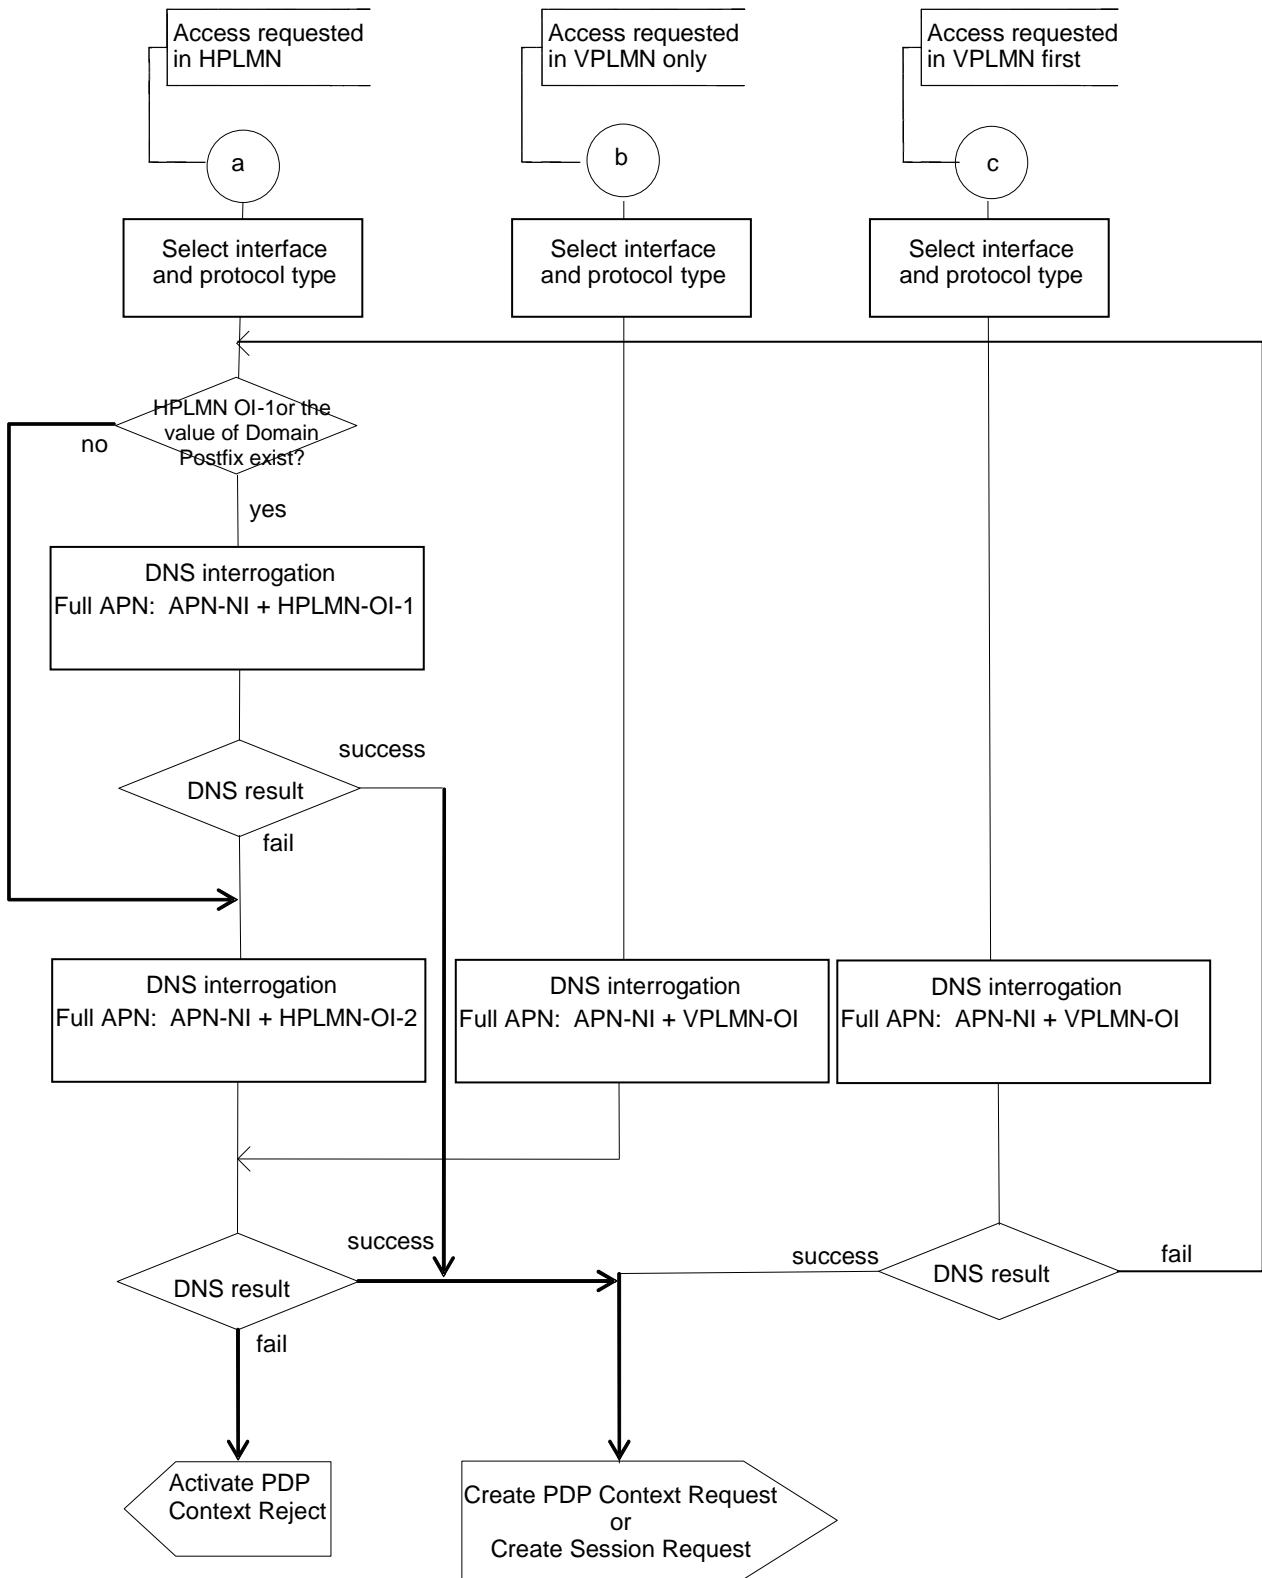 Access requested
in HPLMN
Access requested
in VPLMN only
Access requested
in VPLMN first
a
b
c
Select interface
and protocol type
Select interface
and protocol type
Select interface
and protocol type
HPLMN OI-1or the
value of Domain
Postfix exist?
no
yes
DNS interrogation
Full APN: APN-NI + HPLMN-OI-1
success
DNS result
fail
DNS interrogation
Full APN: APN-NI + HPLMN-OI-2
DNS interrogation
Full APN: APN-NI + VPLMN-OI
DNS interrogation
Full APN: APN-NI + VPLMN-OI
success
DNS result
fail
success
DNS result
fail
Activate PDP
Context Reject
Create PDP Context Request
or
Create Session Request